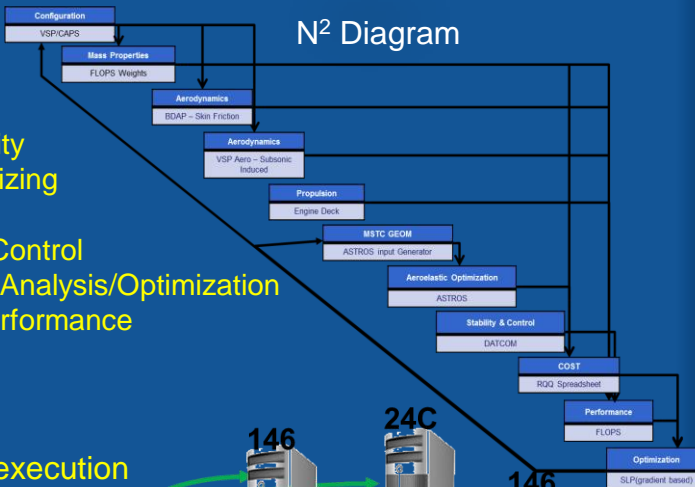 N² Diagram
Configuration
VSP/CAPS
Mass Properties
FLOPS Weights
Aerodynamics
BDAP – Skin Friction
Aerodynamics
VSP Aero – Subsonic
Induced
Propulsion
Engine Deck
MSTC GEOM
ASTROS input Generator
Aeroelastic Optimization
ASTROS
Stability & Control
DATCOM
COST
RQQ Spreadsheet
Performance
FLOPS
Optimization
SLP(gradient based)
ity
izing
Control
Analysis/Optimization
rformance
execution
146
24C
146